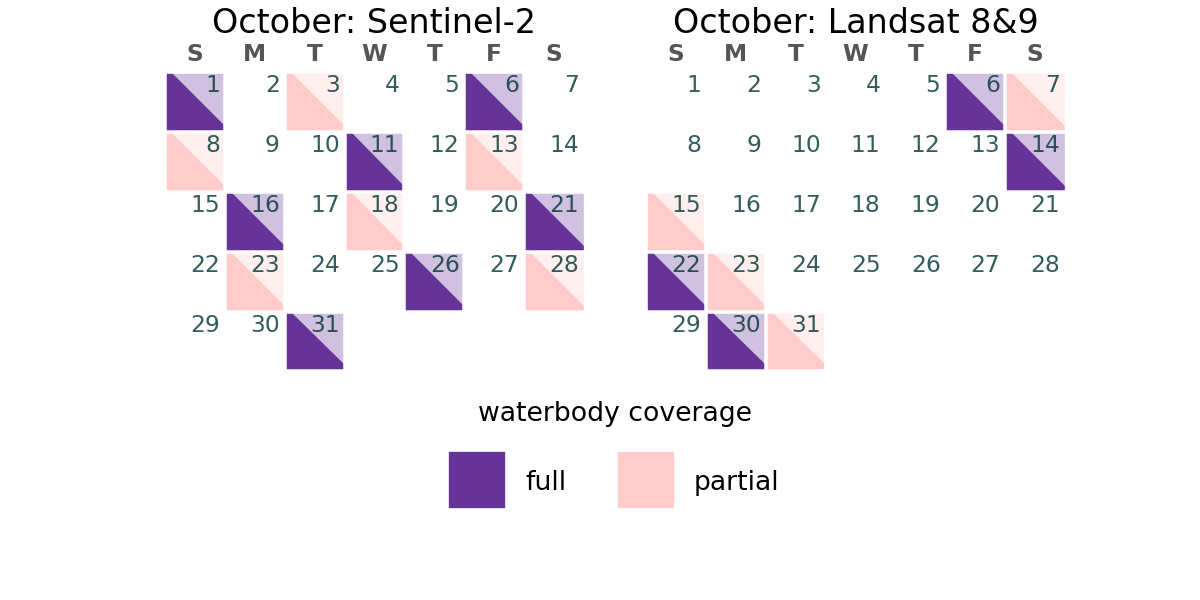 October: Sentinel-2
S M T W T F S
1 2 3 4 5 6 7
8 9 10 11 12 13 14
15 16 17 18 19 20 21
22 23 24 25 26 27 28
29 30 31
October: Landsat 8&9
S M T W T F S
1 2 3 4 5 6 7
8 9 10 11 12 13 14
15 16 17 18 19 20 21
22 23 24 25 26 27 28
29 30 31
waterbody coverage
full partial